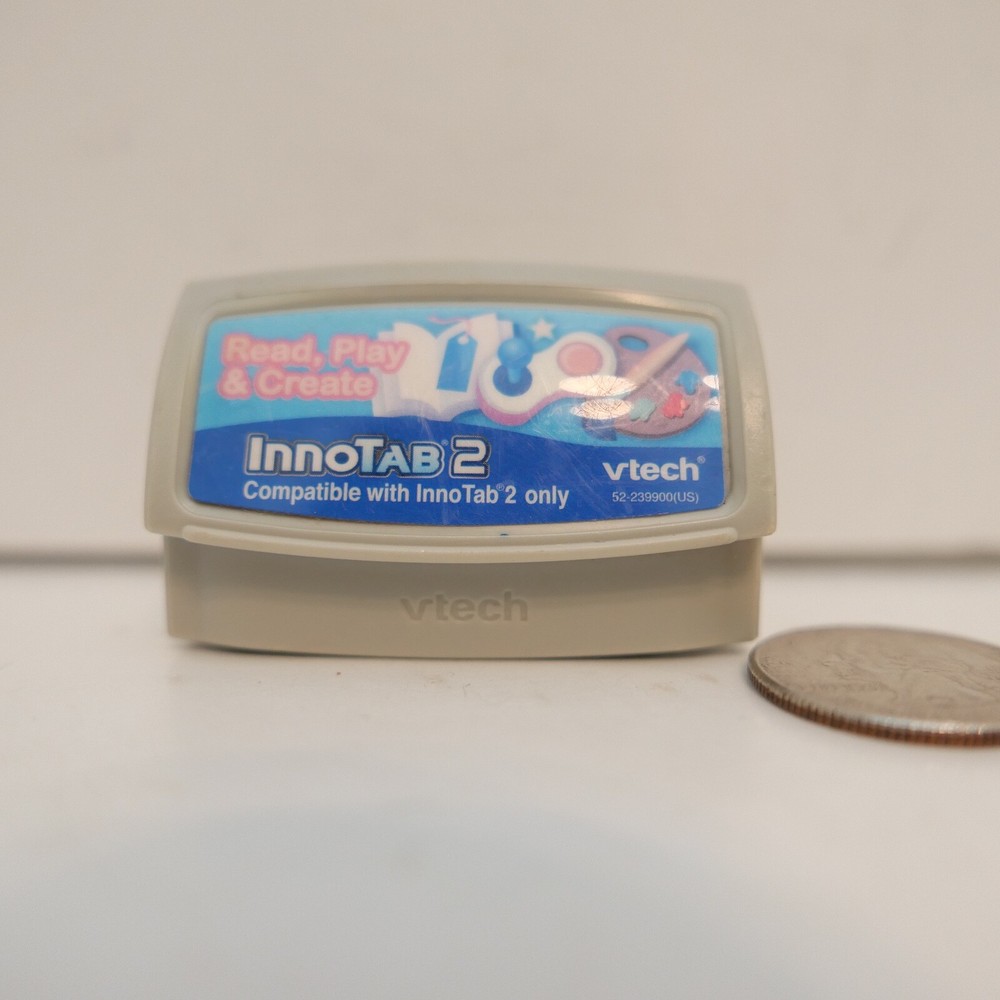 Read, Play
& Create
InnoTab® 2
Compatible with InnoTab® 2 only
vtech®
52-239900(US)
vtech